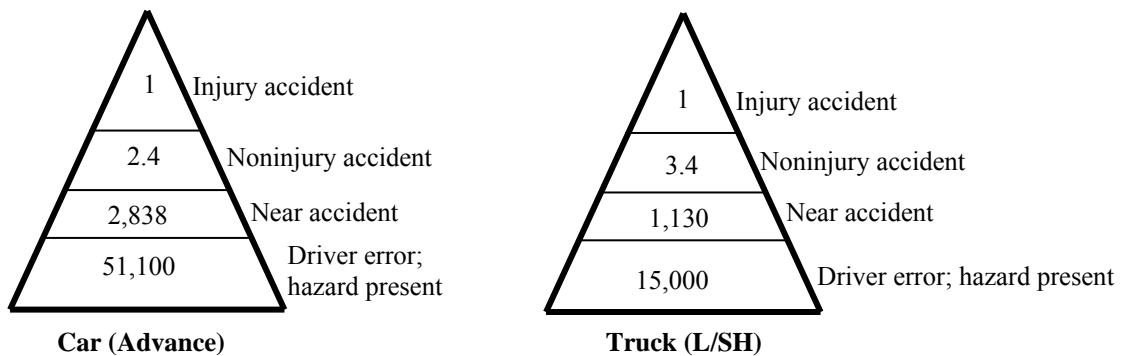 1
Injury accident
2.4
Noninjury accident
2,838
Near accident
51,100
Driver error;
hazard present
Car (Advance)
1
Injury accident
3.4
Noninjury accident
1,130
Near accident
15,000
Driver error; hazard present
Truck (L/SH)